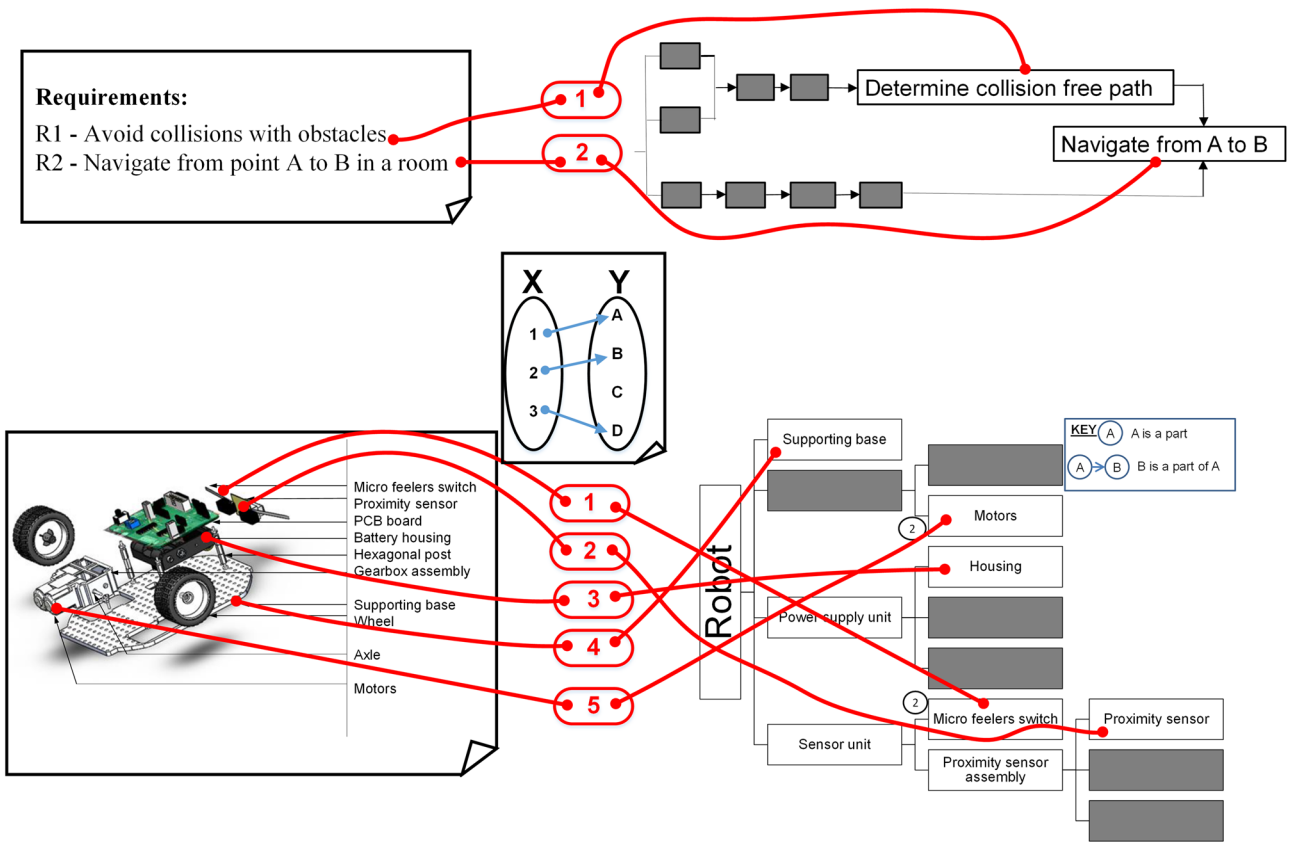 Requirements:
R1 - Avoid collisions with obstacles
R2 - Navigate from point A to B in a room
1
2
Determine collision free path
Navigate from A to B
X
Y
1
2
3
A
B
C
D
Micro feelers switch
Proximity sensor
PCB board
Battery housing
Hexagonal post
Gearbox assembly
Supporting base
Wheel
Axle
Motors
1
2
3
4
5
Robot
Supporting base
2
Motors
Housing
Power supply unit
2
Micro feelers switch
Sensor unit
Proximity sensor
assembly
Proximity sensor
KEY
A
A is a part
A
B
B is a part of A